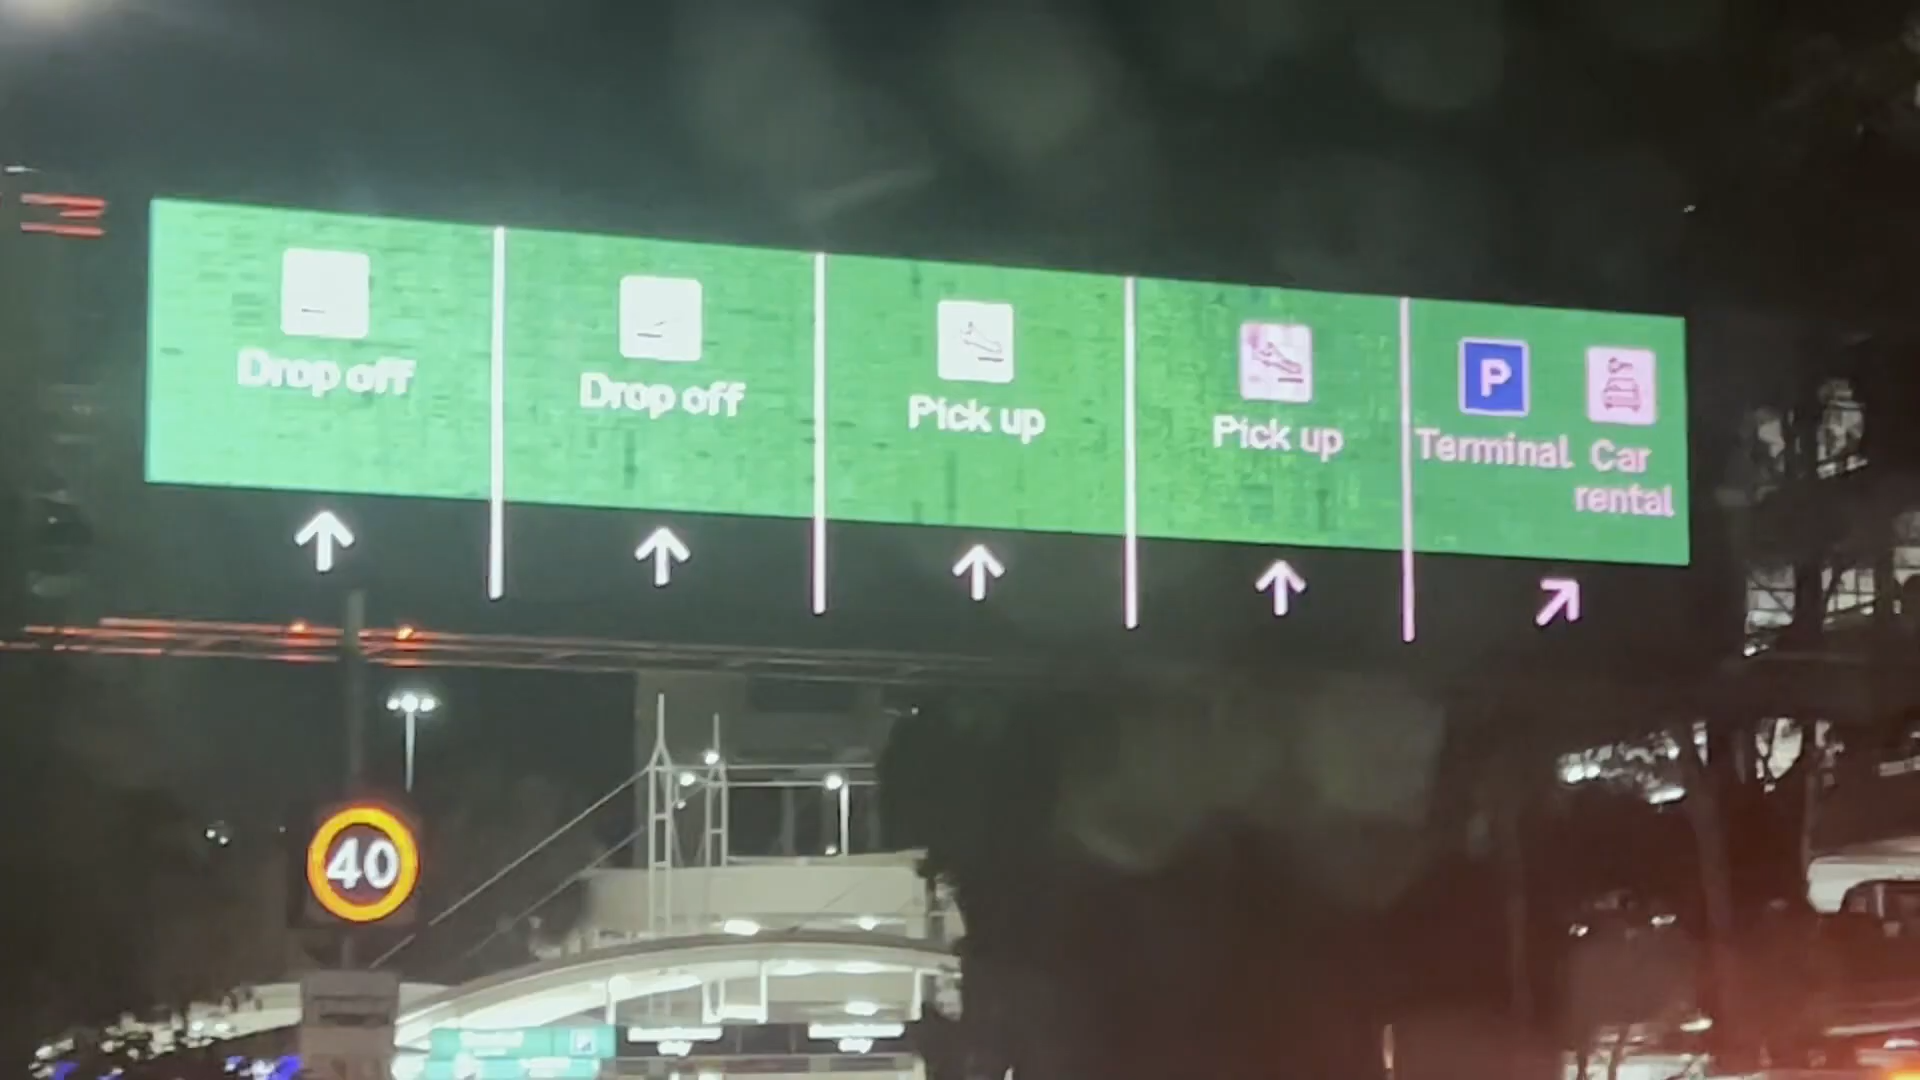 Drop off
Drop off
Pick up
Pick up
P
Terminal
Car
rental
40